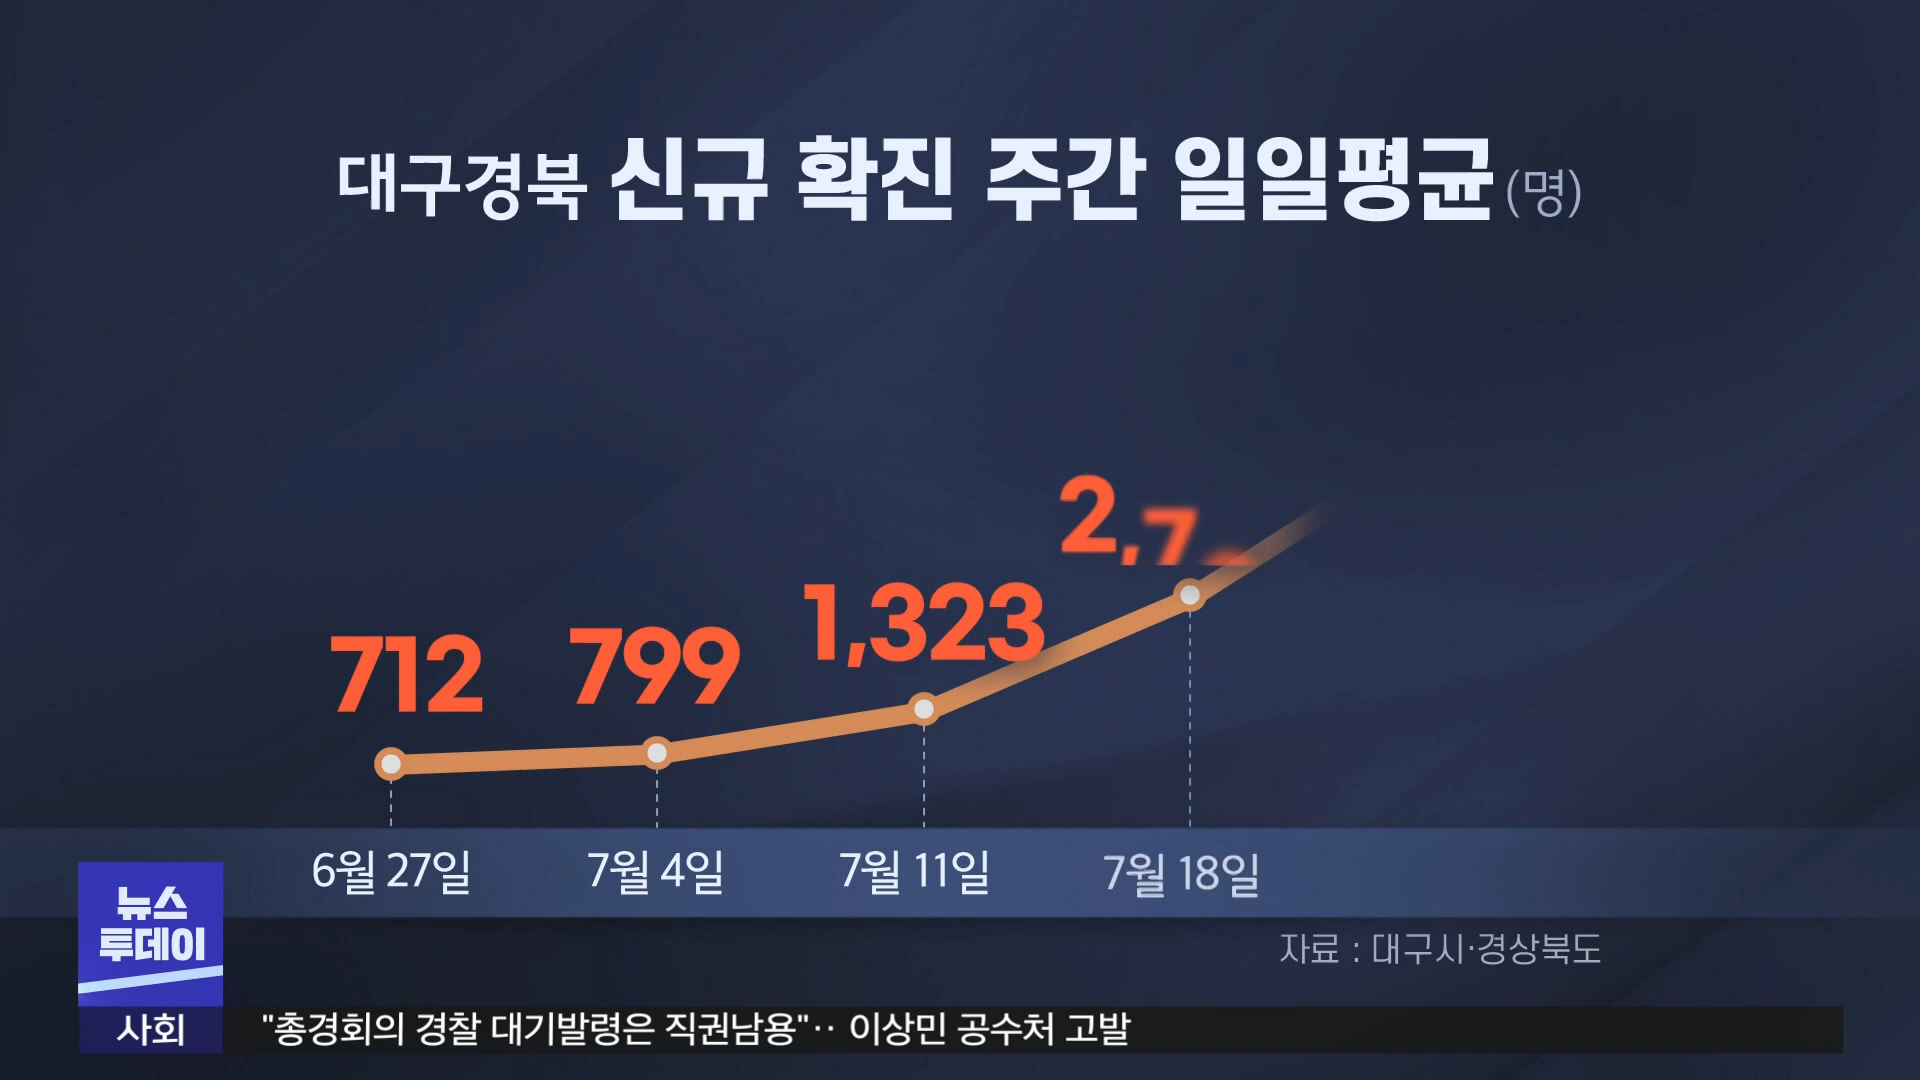 대구경북 신규 확진 주간 일일평균 (명)
712
799
1,323
6월 27일
7월 4일
7월 11일
7월 18일
자료 : 대구시·경상북도
뉴스
투데이
사회
"총경회의 경찰 대기발령은 직권남용"‥ 이상민 공수처 고발